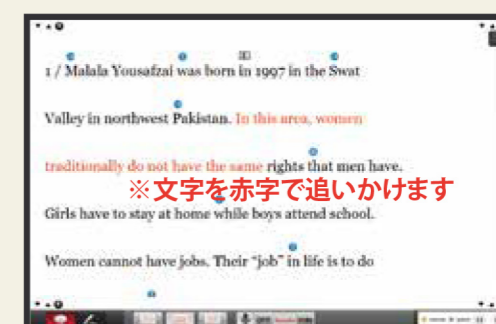 1 / Malala Yousafzai was born in 1997 in the Swat
Valley in northwest Pakistan. In this area, women
traditionally do not have the same rights that men have.
※文字を赤字で追いかけます
Girls have to stay at home while boys attend school.
Women cannot have jobs. Their “job” in life is to do